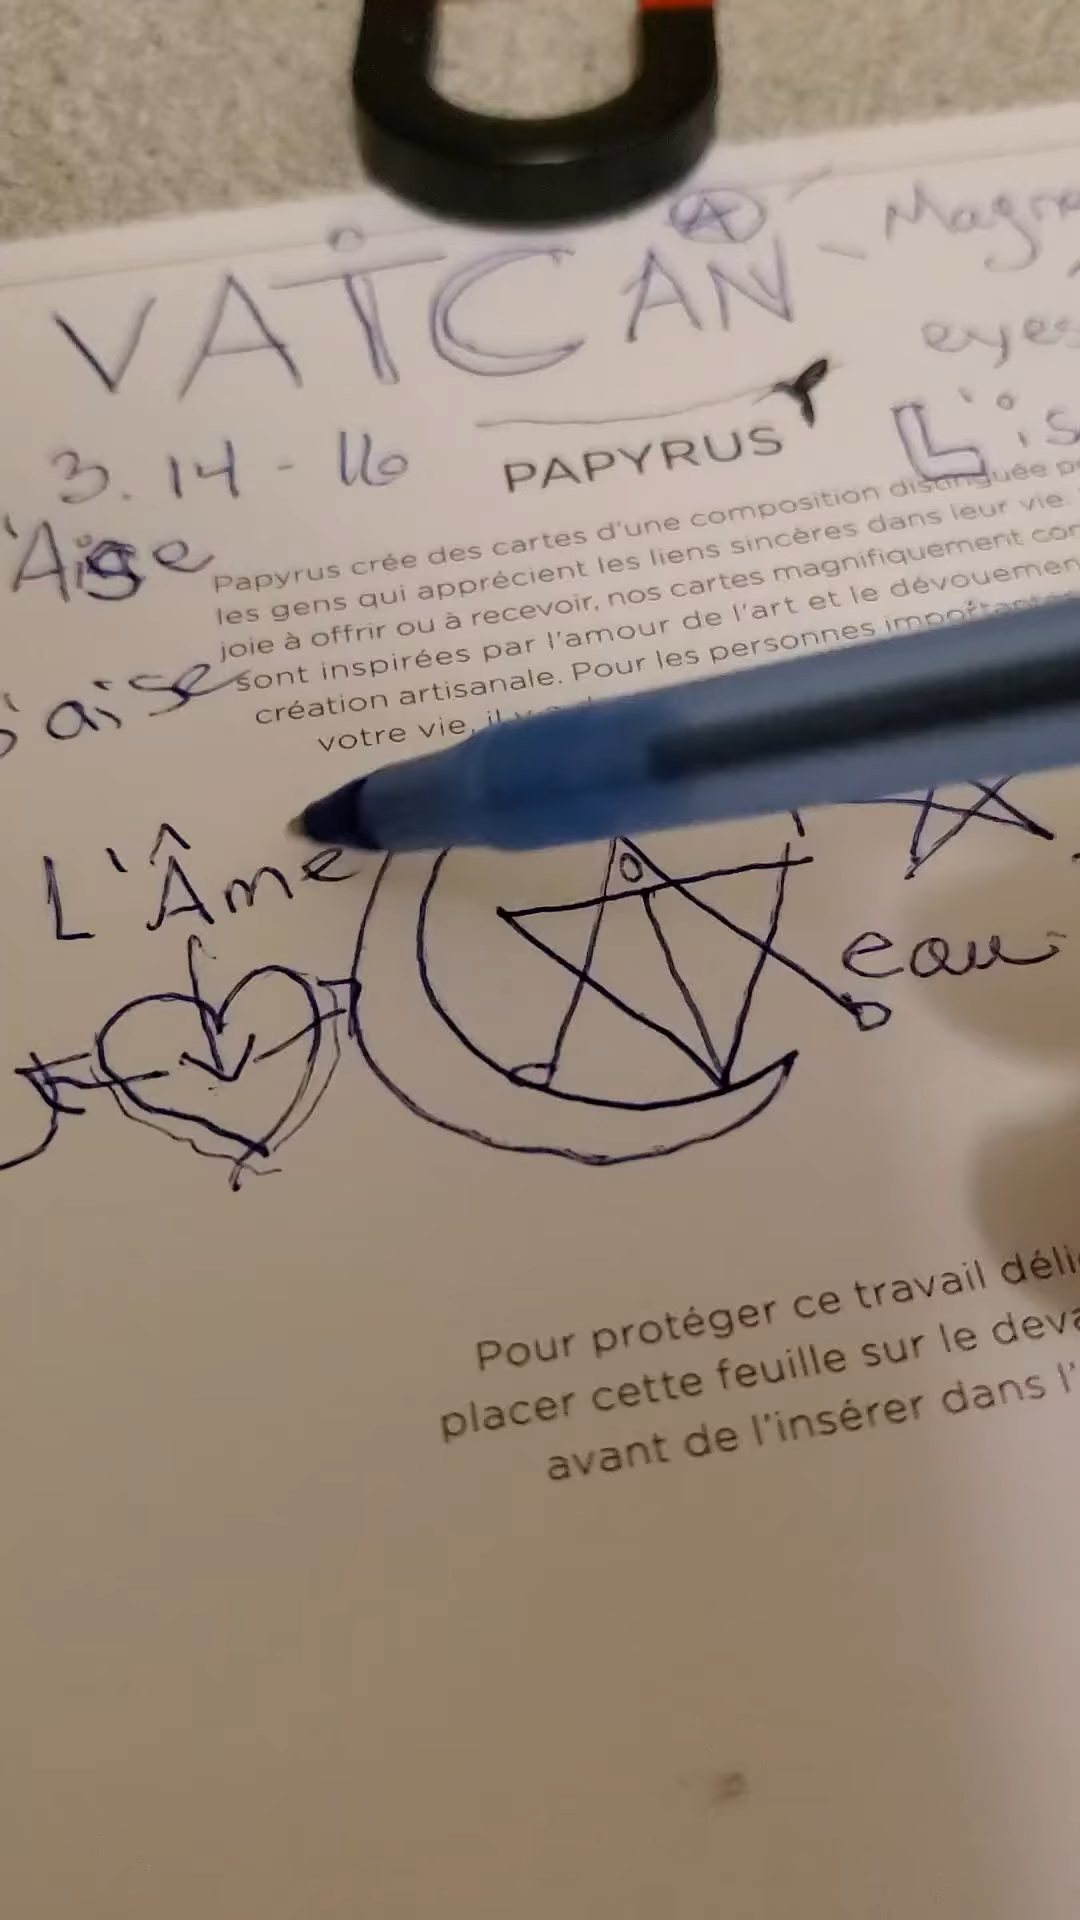 VATCAN
A
eyes
3.14 - 16
PAPYRUS
Aise
Papyrus crée des cartes d'une composition distinguée
les gens qui apprécient les liens sincères dans leur vie.
joie à offrir ou à recevoir, nos cartes magnifiquement
sont inspirées par l'amour de l'art et le dévouement
aise
création artisanale. Pour les personnes
votre vie,
L'Âme
eau
Pour protéger ce travail
placer cette feuille sur le
avant de l'insérer dans l'